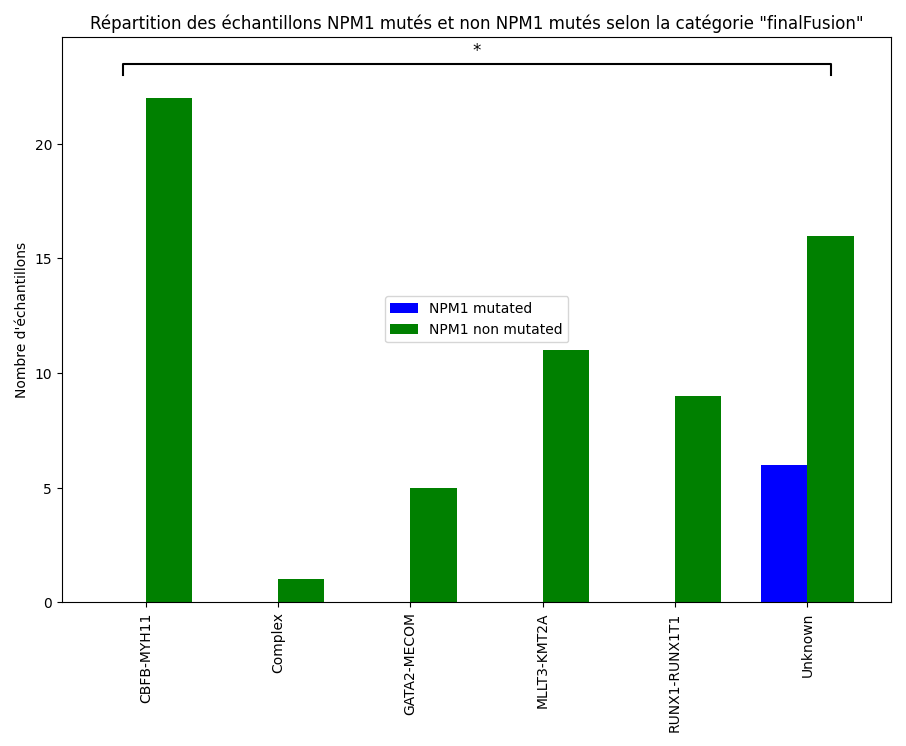 Répartition des échantillons NPM1 mutés et non NPM1 mutés selon la catégorie "finalFusion"
*
20
15
10
5
0
Nombre d'échantillons
NPM1 mutated
NPM1 non mutated
CBFB-MYH11
Complex
GATA2-MECOM
MLLT3-KMT2A
RUNX1-RUNX1T1
Unknown